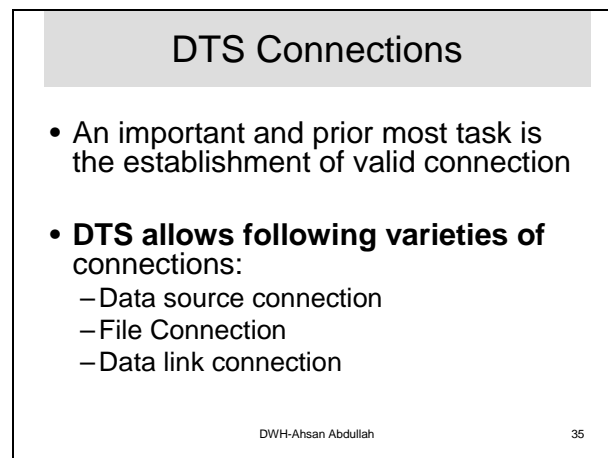 DTS Connections
• An important and prior most task is
the establishment of valid connection
• DTS allows following varieties of
connections:
–Data source connection
–File Connection
–Data link connection
DWH-Ahsan Abdullah 35